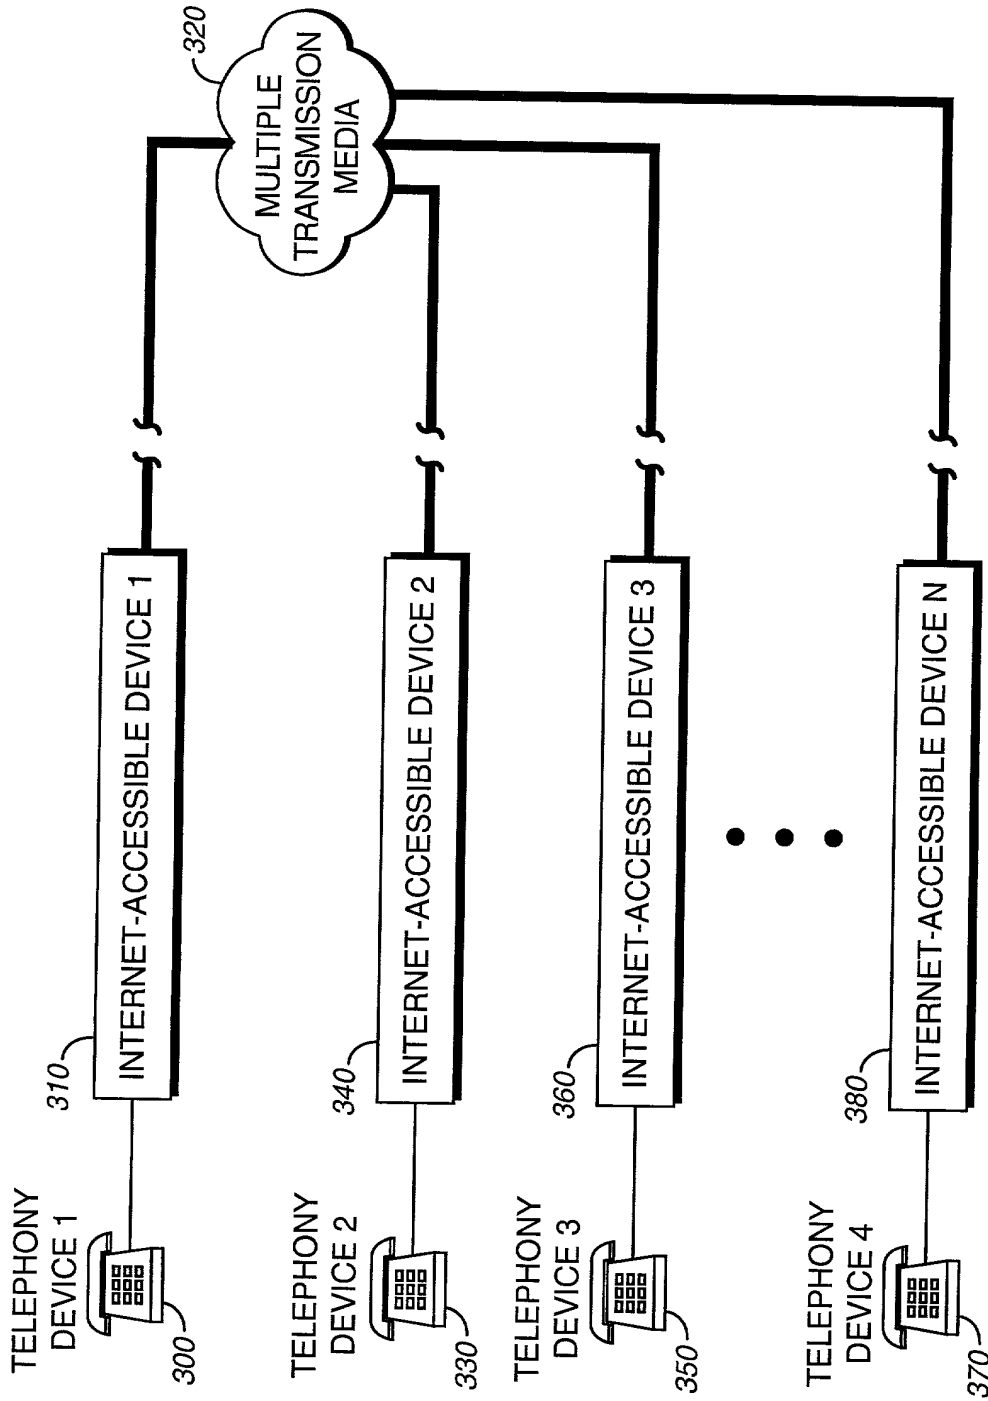 TELEPHONY
DEVICE 1
300
310
INTERNET-ACCESSIBLE DEVICE 1
320
MULTIPLE
TRANSMISSION
MEDIA
TELEPHONY
DEVICE 2
330
340
INTERNET-ACCESSIBLE DEVICE 2
TELEPHONY
DEVICE 3
350
360
INTERNET-ACCESSIBLE DEVICE 3
TELEPHONY
DEVICE 4
370
380
INTERNET-ACCESSIBLE DEVICE N